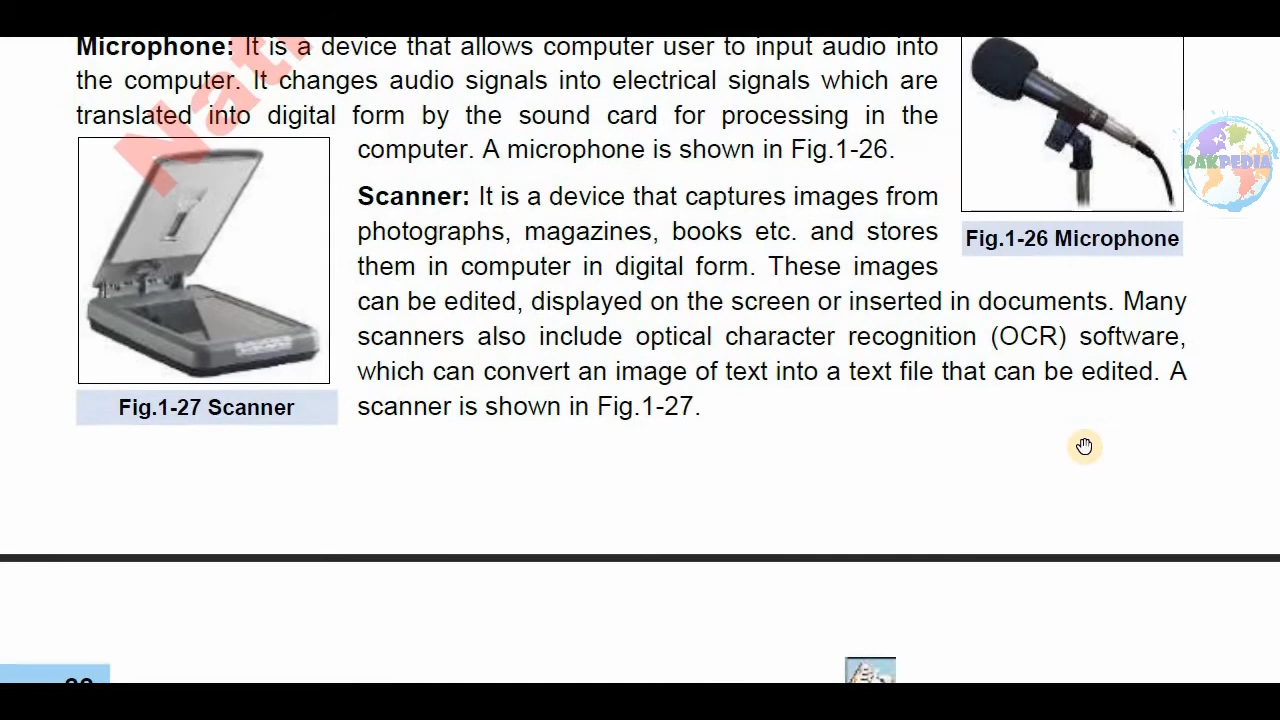 Microphone: It is a device that allows computer user to input audio into
the computer. It changes audio signals into electrical signals which are
translated into digital form by the sound card for processing in the
computer. A microphone is shown in Fig.1-26.
Scanner: It is a device that captures images from
photographs, magazines, books etc. and stores
them in computer in digital form. These images
can be edited, displayed on the screen or inserted in documents. Many
scanners also include optical character recognition (OCR) software,
which can convert an image of text into a text file that can be edited. A
scanner is shown in Fig.1-27.
Fig.1-26 Microphone
Fig.1-27 Scanner
PAKPEDIA
Nati